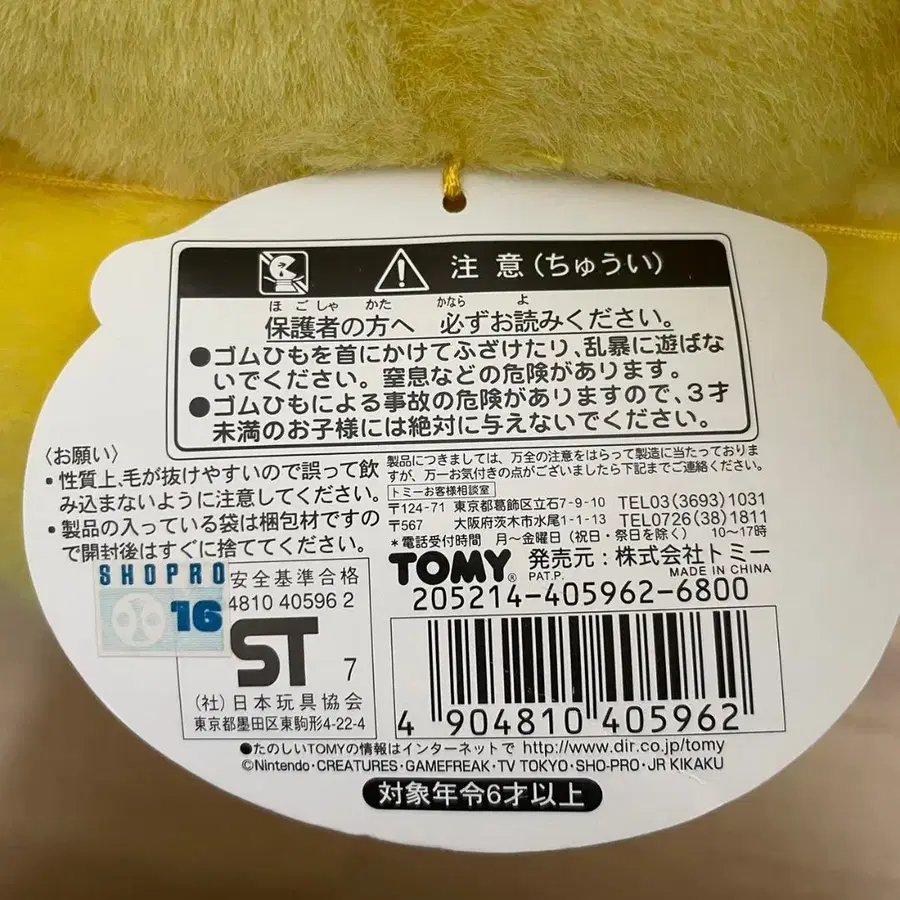 注意(ちゅうい)
ほごしゃ かた かなら よ
保護者の方へ 必ずお読みください。
●ゴムひもを首にかけてふざけたり、乱暴に遊ばな
いでください。窒息などの危険があります。
●ゴムひもによる事故の危険がありますので、3才
未満のお子様には絶対に与えないでください。
〈お願い〉
・性質上、毛が抜けやすいので誤って飲
み込まないように注意してください。
・製品の入っている袋は梱包材ですの
で開封後はすぐに捨ててください。
製品につきましては、万全の注意をはらって製造に当たっておりま
すが、万一お気付きの点がございましたら下記までご連絡ください。
トミーお客様相談室
〒124-71 東京都葛飾区立石7-9-10 TEL03(3693)1031
〒567 大阪府茨木市水尾1-1-13 TEL0726(38)1811
*電話受付時間 月〜金曜日(祝日・祭日を除く) 10〜17時
TOMY® 発売元:株式会社トミー
PAT.P. MADE IN CHINA
205214-405962-6800
SHOPRO
16
安全基準合格
4810 40596 2
ST 7
(社)日本玩具協会
東京都墨田区東駒形4-22-4
4 904810 405962
●たのしいTOMYの情報はインターネットで http://www.dir.co.jp/tomy
©Nintendo・CREATURES・GAMEFREAK・TV TOKYO・SHO-PRO・JR KIKAKU
対象年令6才以上